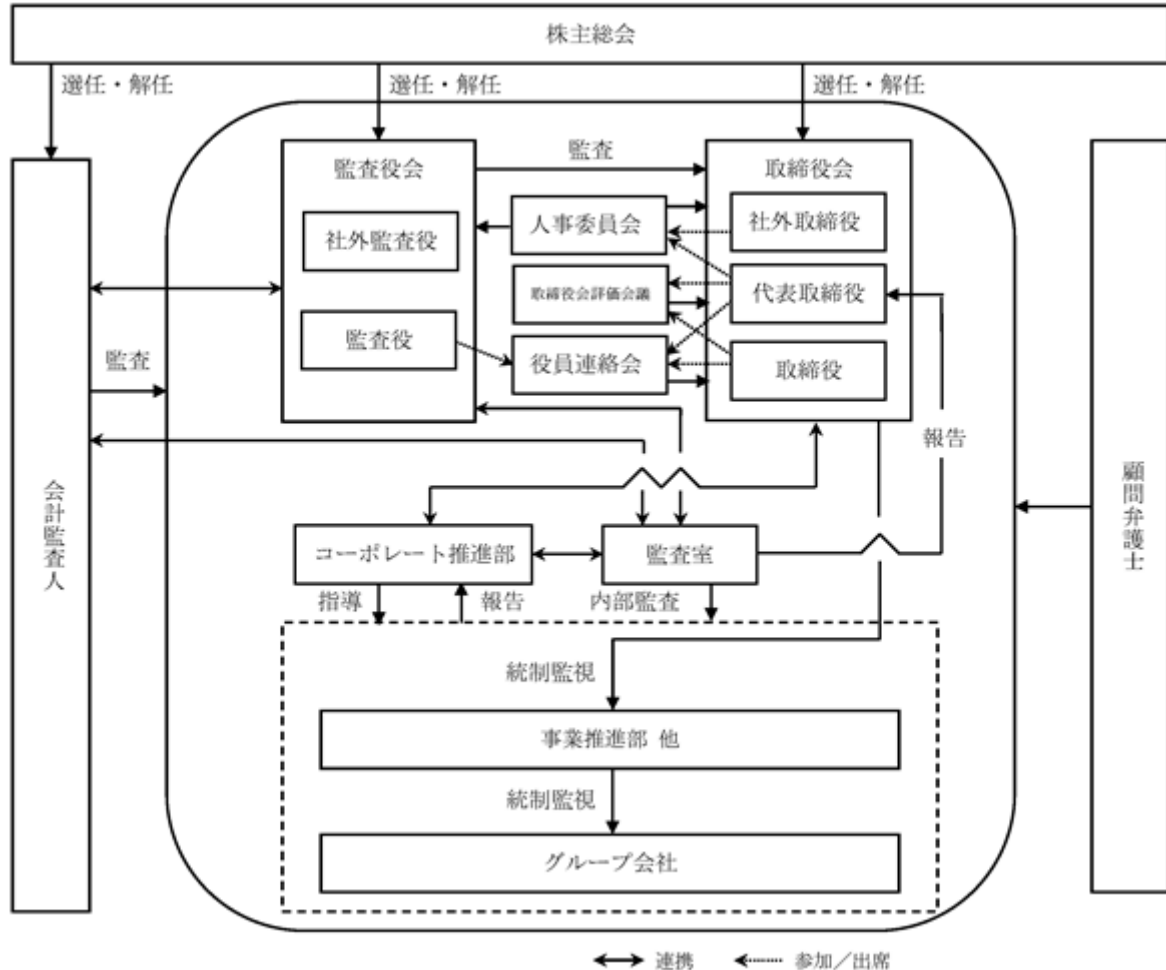 株主総会
選任・解任
選任・解任
選任・解任
監査役会
監査
取締役会
社外監査役
人事委員会
社外取締役
取締役会評価会議
代表取締役
監査役
役員連絡会
取締役
監査
報告
会計監査人
顧問弁護士
コーポレート推進部
監査室
指導
報告
内部監査
統制監視
事業推進部 他
統制監視
グループ会社
連携
参加／出席